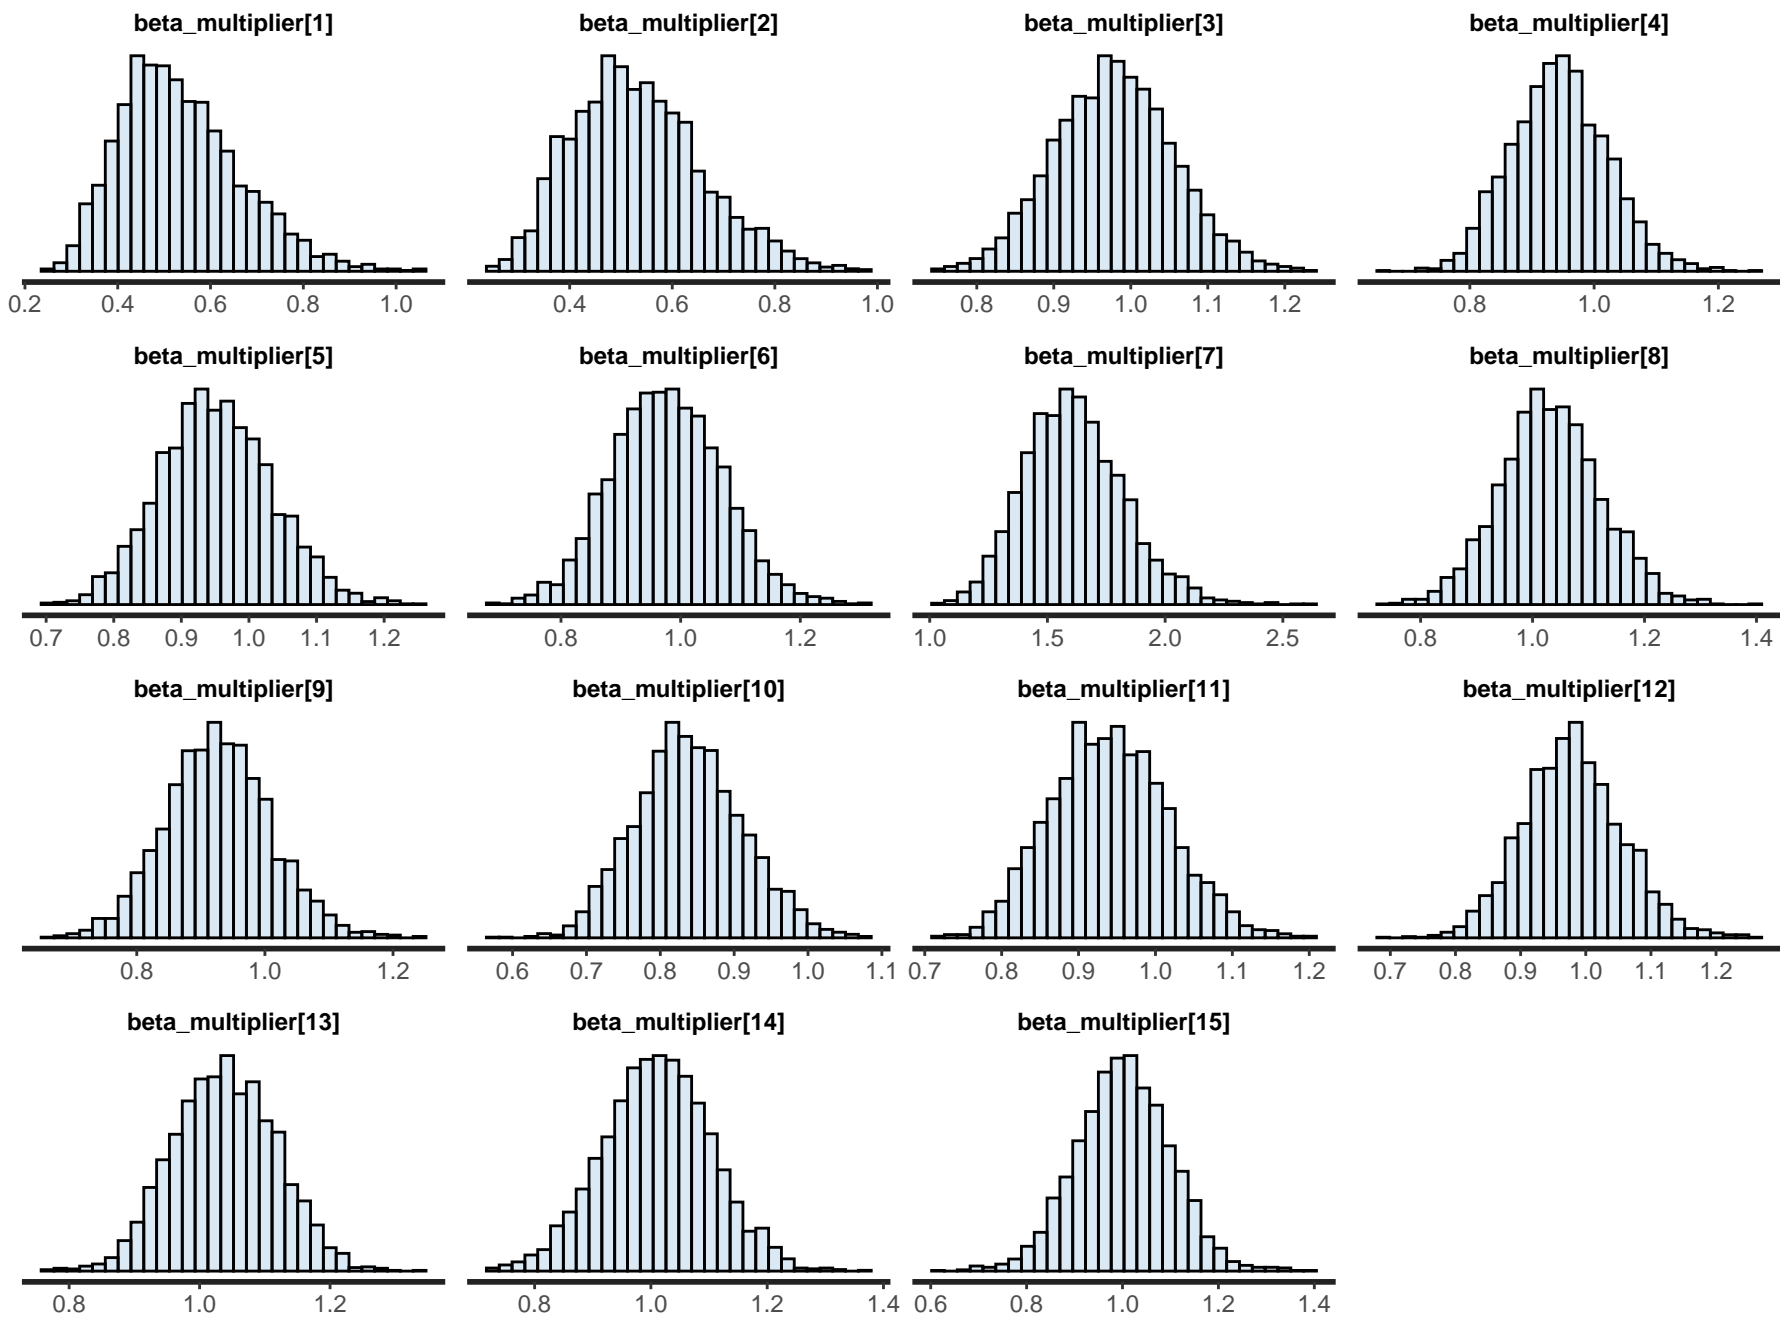 beta_multiplier[1] beta_multiplier[2] beta_multiplier[3] beta_multiplier[4]
0.2 0.4 0.6 0.8 1.0 0.4 0.6 0.8 1.0 0.8 0.9 1.0 1.1 1.2 0.8 1.0 1.2
beta_multiplier[5] beta_multiplier[6] beta_multiplier[7] beta_multiplier[8]
0.7 0.8 0.9 1.0 1.1 1.2 0.8 1.0 1.2 1.0 1.5 2.0 2.5 0.8 1.0 1.2 1.4
beta_multiplier[9] beta_multiplier[10] beta_multiplier[11] beta_multiplier[12]
0.8 1.0 1.2 0.6 0.7 0.8 0.9 1.0 1.1 0.7 0.8 0.9 1.0 1.1 1.2 0.7 0.8 0.9 1.0 1.1 1.2
beta_multiplier[13] beta_multiplier[14] beta_multiplier[15]
0.8 1.0 1.2 0.8 1.0 1.2 1.4 0.6 0.8 1.0 1.2 1.4